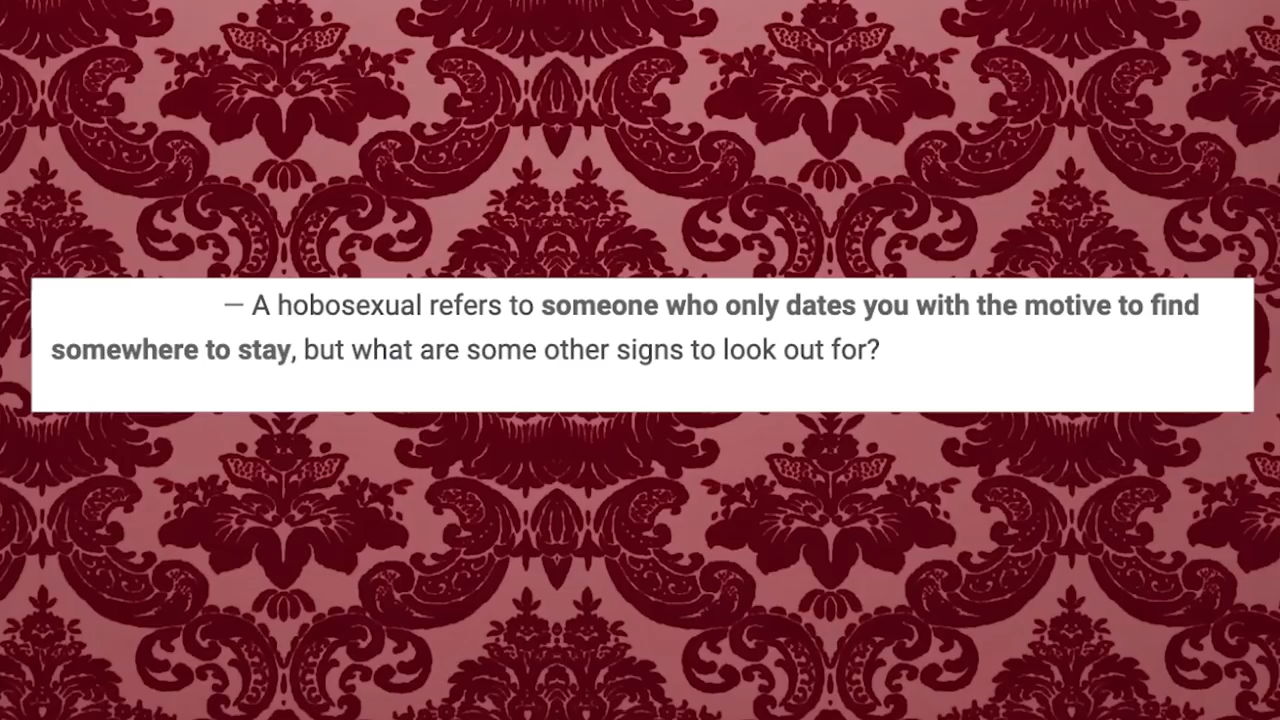 — A hobosexual refers to someone who only dates you with the motive to find
somewhere to stay, but what are some other signs to look out for?